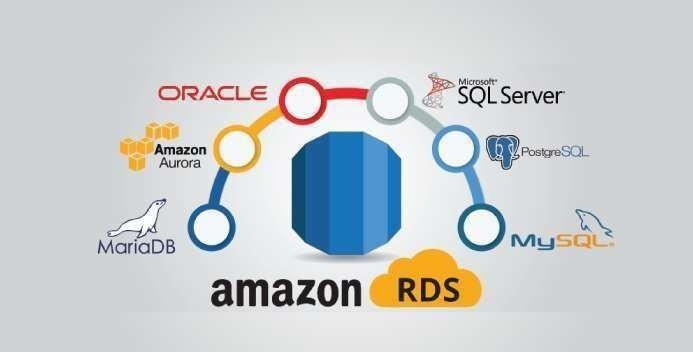 ORACLE
Microsoft®
SQL Server®
Amazon
Aurora
PostgreSQL
MariaDB
MySQL®
amazon RDS